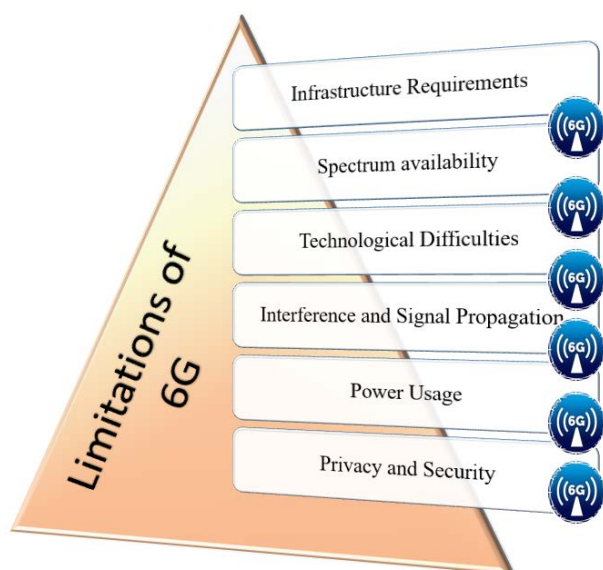 Infrastructure Requirements
6G
Spectrum availability
6G
Technological Difficulties
6G
Interference and Signal Propagation
6G
Power Usage
6G
Privacy and Security
6G
Limitations of
6G